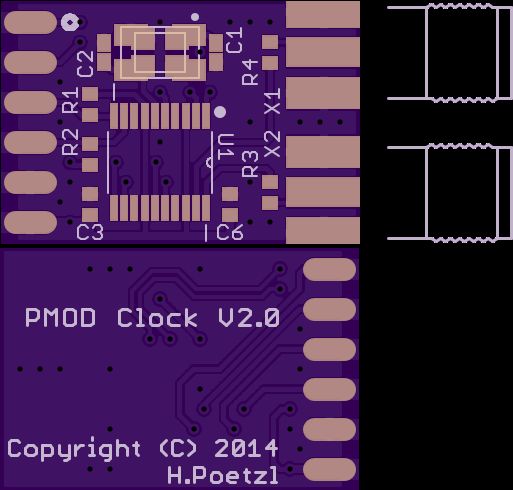 C2
C1
R4
R1
X1
R2
U1
X2
R3
C3
C6
PMOD Clock V2.0
Copyright (C) 2014
H.Poetzl